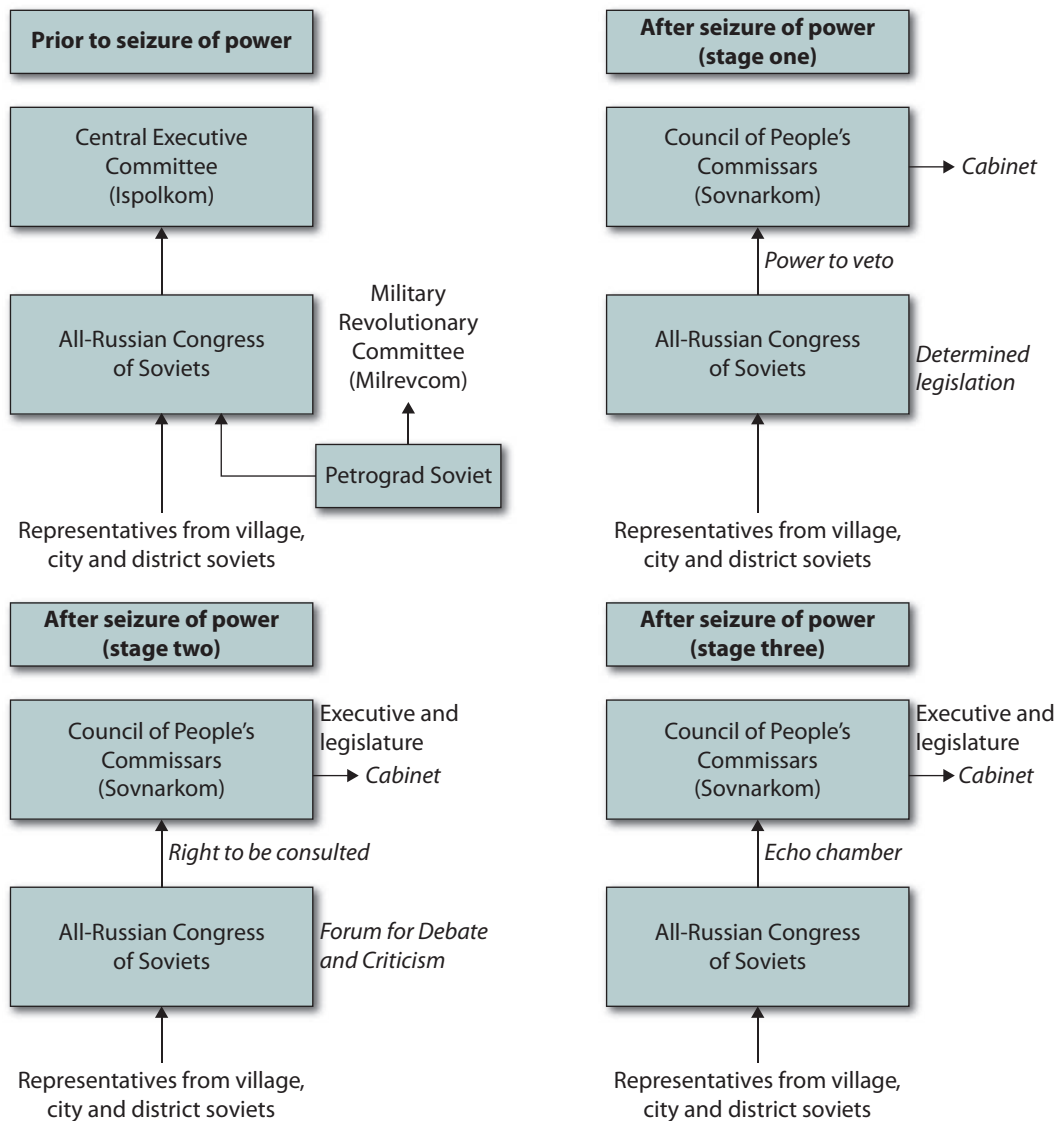 Prior to seizure of power
Central Executive
Committee
(Ispolkom)
All-Russian Congress
of Soviets
Military
Revolutionary
Committee
(Milrevcom)
Petrograd Soviet
Representatives from village,
city and district soviets
After seizure of power
(stage one)
Council of People's
Commissars
(Sovnarkom)
Cabinet
Power to veto
All-Russian Congress
of Soviets
Determined
legislation
Representatives from village,
city and district soviets
After seizure of power
(stage two)
Council of People's
Commissars
(Sovnarkom)
Executive and
legislature
Cabinet
Right to be consulted
All-Russian Congress
of Soviets
Forum for Debate
and Criticism
Representatives from village,
city and district soviets
After seizure of power
(stage three)
Council of People's
Commissars
(Sovnarkom)
Executive and
legislature
Cabinet
Echo chamber
All-Russian Congress
of Soviets
Representatives from village,
city and district soviets